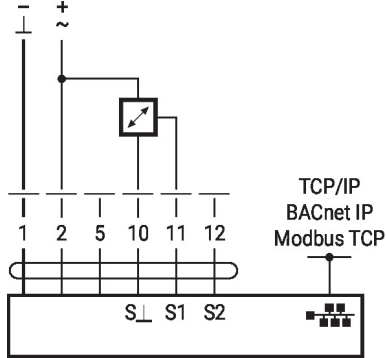 − +
⊥ ~
TCP/IP
BACnet IP
Modbus TCP
1 2 5 10 11 12
S⊥ S1 S2